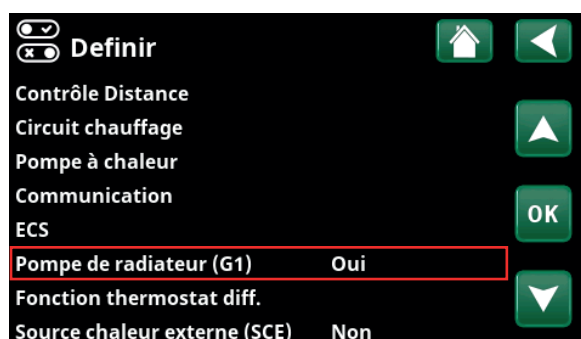 Definir
Contrôle Distance
Circuit chauffage
Pompe à chaleur
Communication
OK
ECS
Pompe de radiateur (G1) Oui
Fonction thermostat diff.
Source chaleur externe (SCE) Non